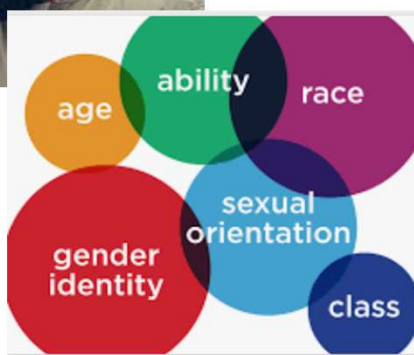 age
ability
race
sexual
orientation
gender
identity
class